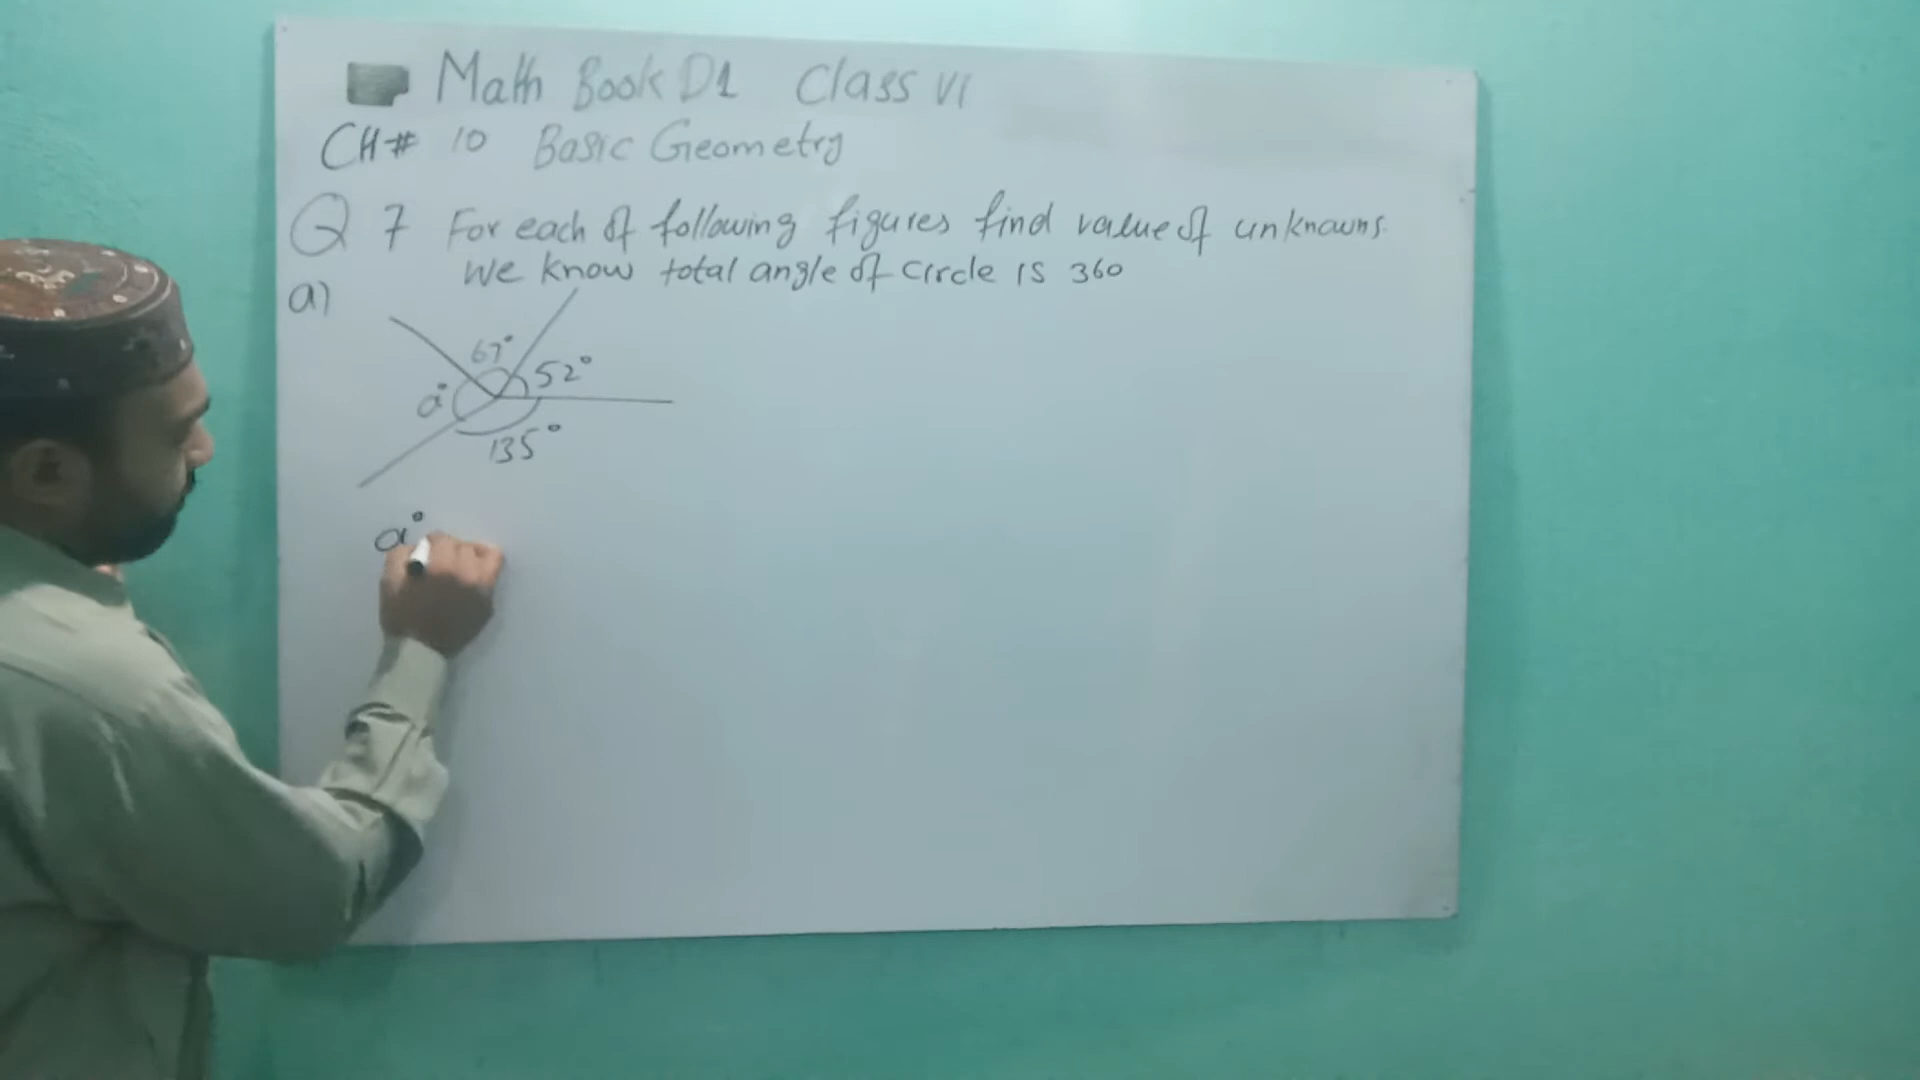 Math Book D1 Class VI
CH# 10 Basic Geometry
Q 7 For each of following figures find value of unknowns.
We know total angle of circle is 360
a)
67°
52°
a°
135°
a°